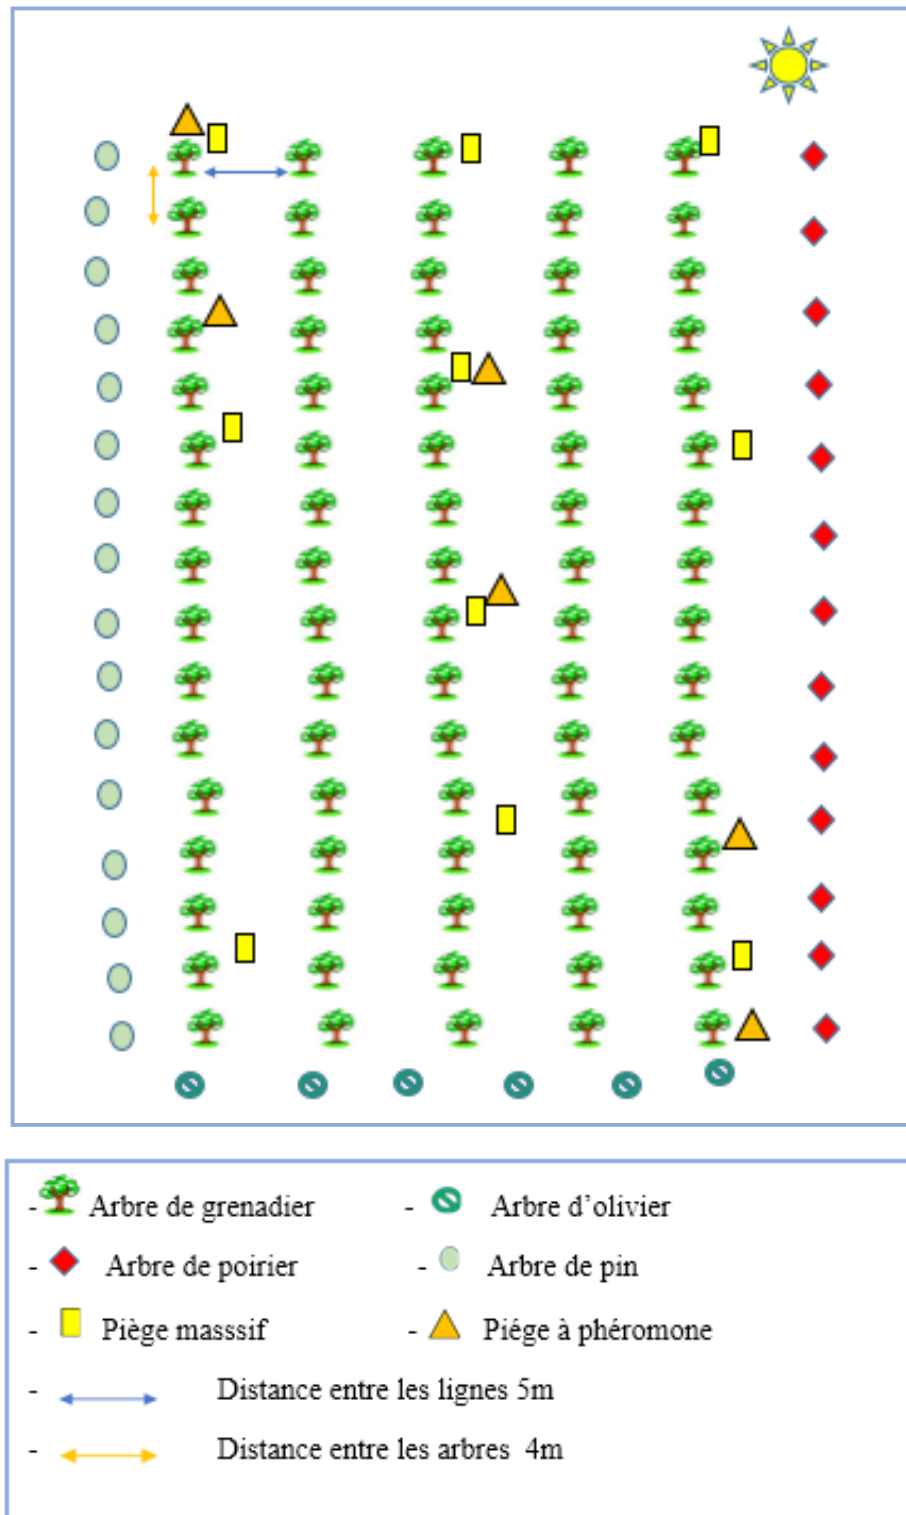 - Arbre de grenadier - Arbre d’olivier
- Arbre de poirier - Arbre de pin
- Piège masssif - Piége à phéromone
- Distance entre les lignes 5m
- Distance entre les arbres 4m